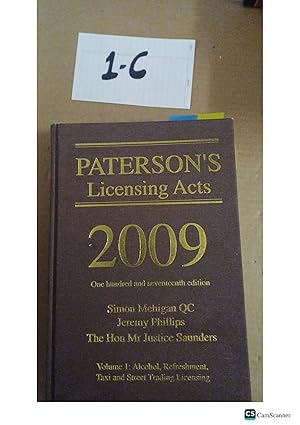 1-C
PATERSON'S
Licensing Acts
2009
One hundred and seventeenth edition
Simon Mehigan QC
Jeremy Phillips
The Hon Mr Justice Saunders
Volume 1: Alcohol, Refreshment,
Taxi and Street Trading Licensing
CS CamScanner